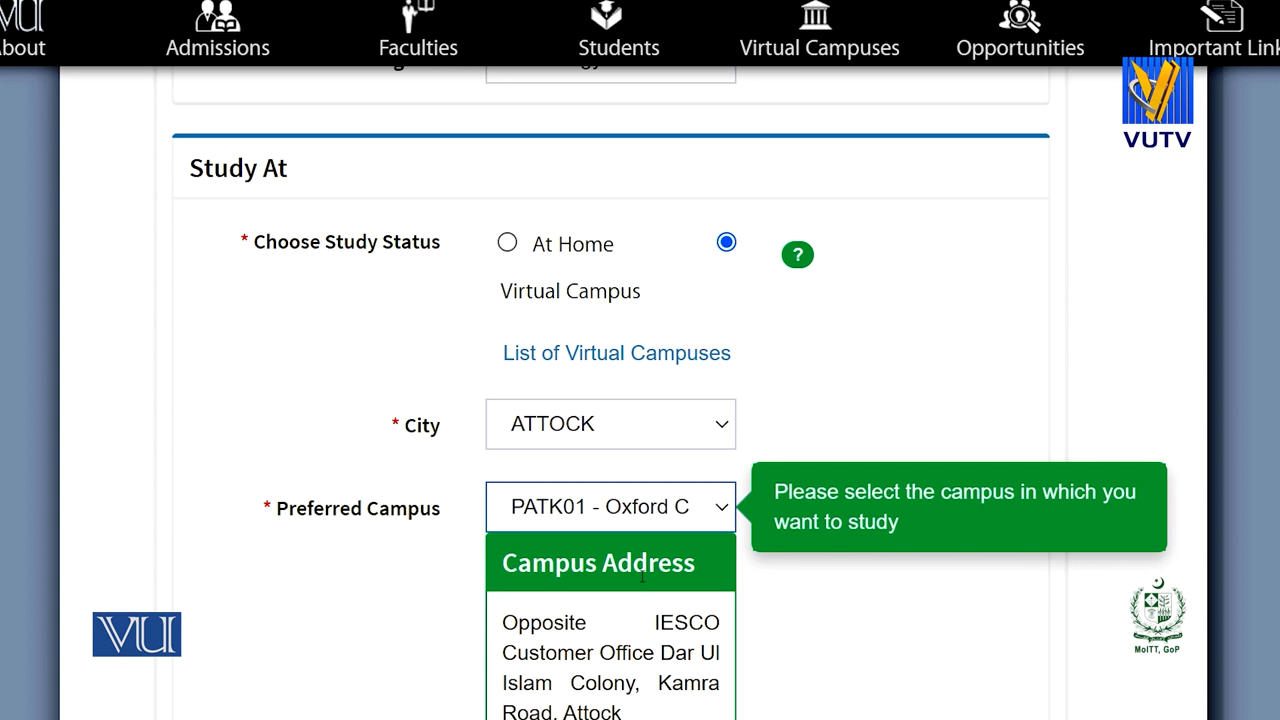 VU
About
Admissions
Faculties
Students
Virtual Campuses
Opportunities
Important Link
VUTV
Study At
* Choose Study Status
At Home
?
Virtual Campus
List of Virtual Campuses
* City
ATTOCK
* Preferred Campus
PATK01 - Oxford C
Please select the campus in which you
want to study
Campus Address
Opposite IESCO
Customer Office Dar Ul
Islam Colony, Kamra
Road, Attock
VU
MoITT, GoP